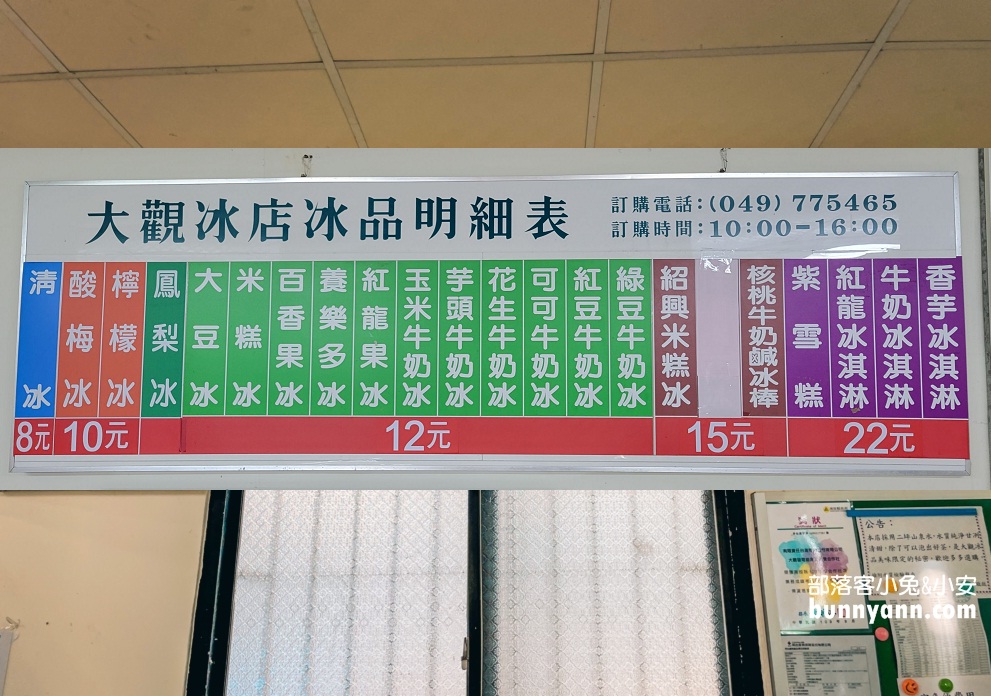 大觀冰店冰品明細表
訂購電話:(049) 775465
訂購時間:10:00-16:00
清冰
酸梅冰
檸檬冰
鳳梨冰
大豆冰
米糕冰
百香果冰
養樂多冰
紅龍果冰
玉米牛奶冰
芋頭牛奶冰
花生牛奶冰
可可牛奶冰
紅豆牛奶冰
綠豆牛奶冰
紹興米糕冰
核桃牛奶鹹冰棒
紫雪糕
紅龍冰淇淋
牛奶冰淇淋
香芋冰淇淋
8元
10元
12元
15元
22元
公告:
部落客小兔&小安
bunnyann.com